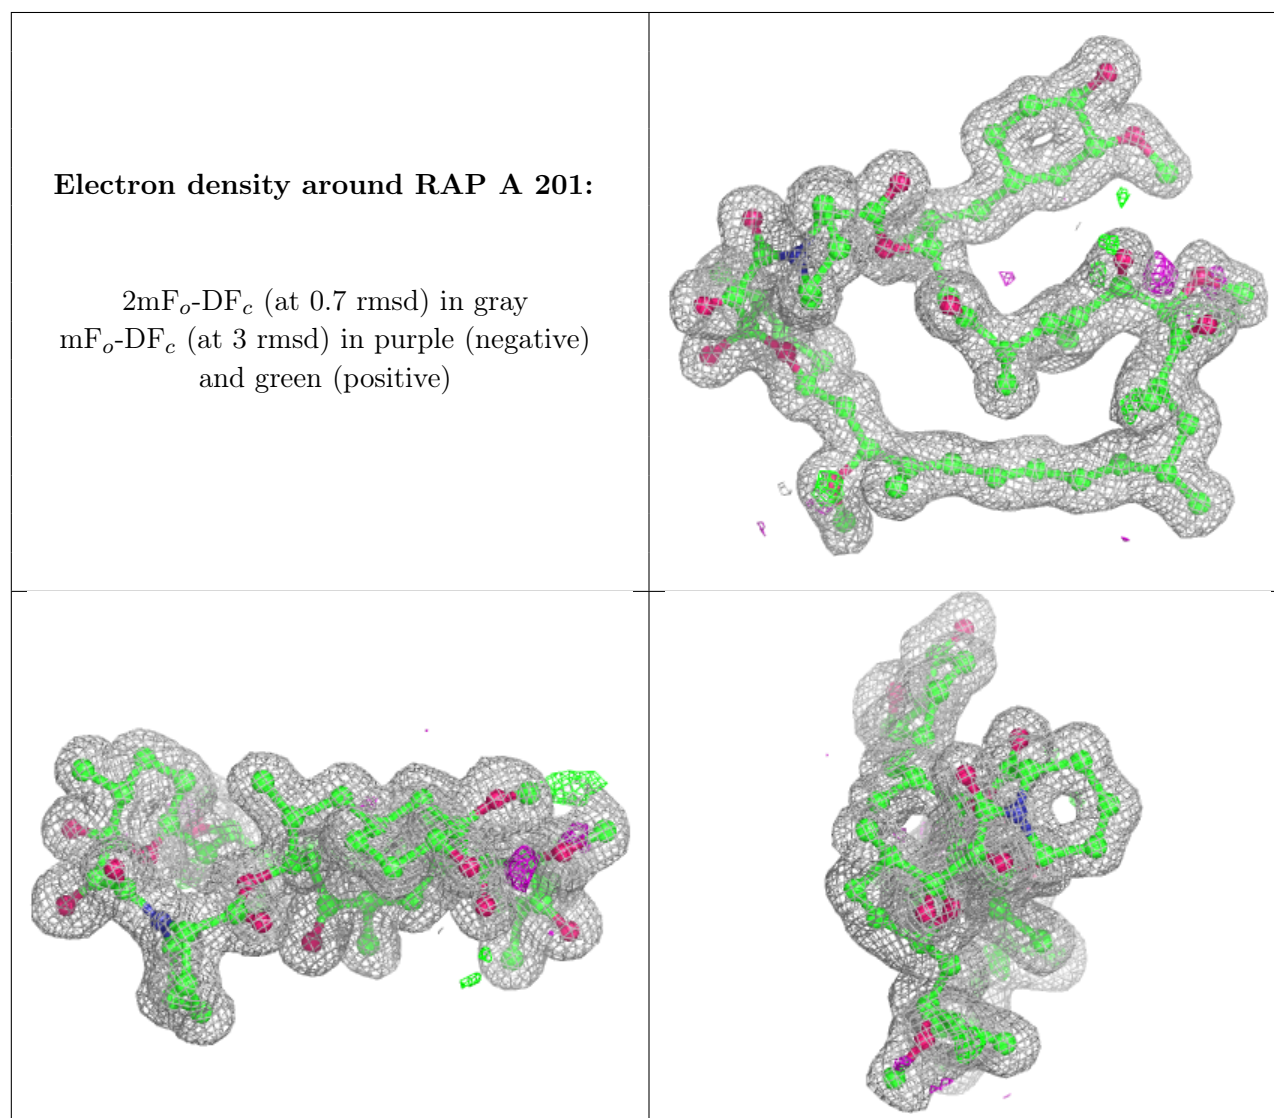 Electron density around RAP A 201:
2mFo-DFc (at 0.7 rmsd) in gray
mFo-DFc (at 3 rmsd) in purple (negative)
and green (positive)